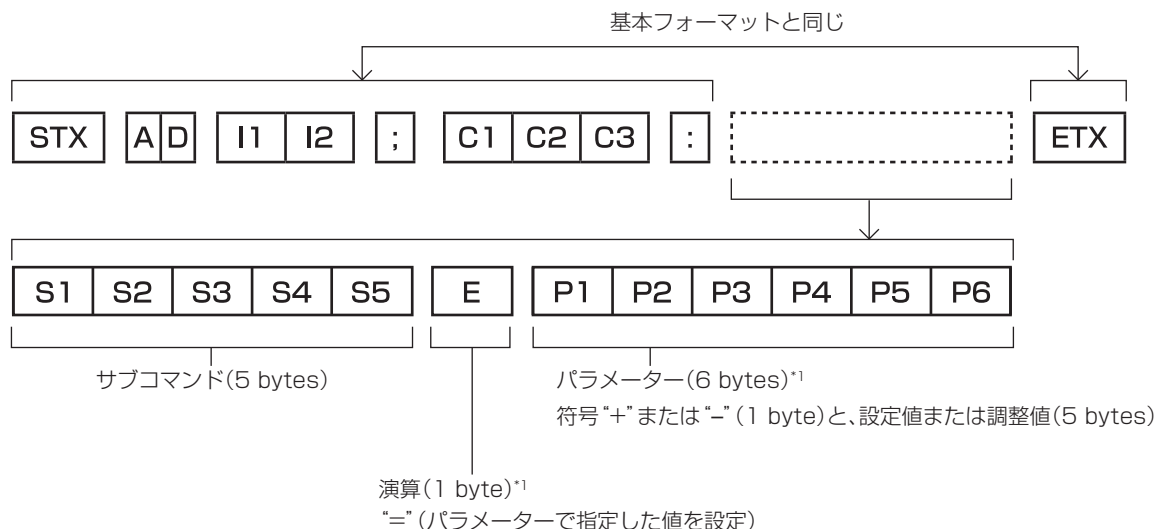 基本フォーマットと同じ
STX AD I1 I2 ; C1 C2 C3 : ETX
S1 S2 S3 S4 S5 E P1 P2 P3 P4 P5 P6
サブコマンド(5 bytes)
パラメーター(6 bytes)*1
符号“+”または“–”(1 byte)と、設定値または調整値(5 bytes)
演算(1 byte)*1
“=”(パラメーターで指定した値を設定)